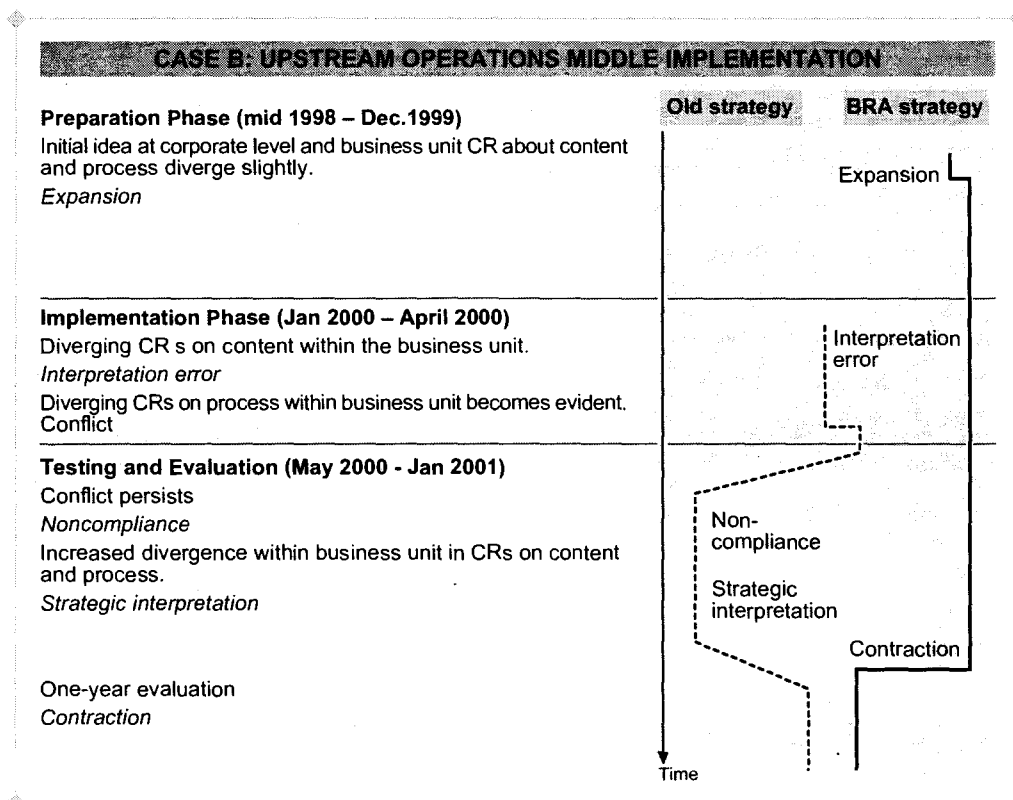 CASE B: UPSTREAM OPERATIONS MIDDLE IMPLEMENTATION
Old strategy
BRA strategy
Preparation Phase (mid 1998 – Dec.1999)
Initial idea at corporate level and business unit CR about content
and process diverge slightly.
Expansion
Expansion
Implementation Phase (Jan 2000 – April 2000)
Diverging CR s on content within the business unit.
Interpretation error
Diverging CRs on process within business unit becomes evident.
Conflict
Interpretation
error
Testing and Evaluation (May 2000 - Jan 2001)
Conflict persists
Noncompliance
Increased divergence within business unit in CRs on content
and process.
Strategic interpretation
Non-
compliance
Strategic
interpretation
Contraction
One-year evaluation
Contraction
Time